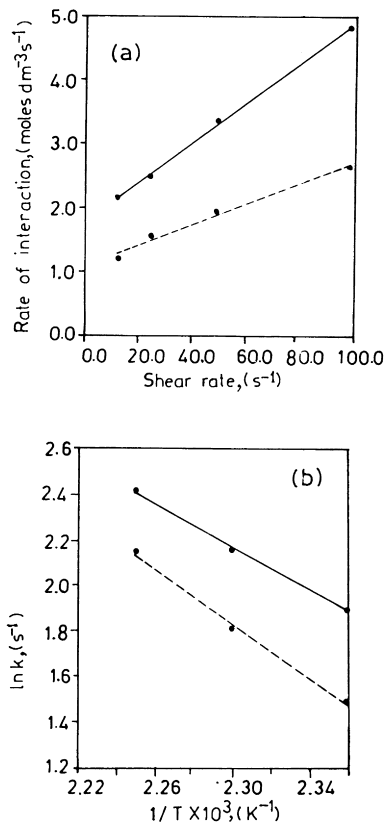 (a)
Rate of interaction,(moles dm-3s-1)
5.0
4.0
3.0
2.0
1.0
0.0
0.0 20.0 40.0 60.0 80.0 100.0
Shear rate,(s-1)
(b)
ln k,(s-1)
2.6
2.4
2.2
2.0
1.8
1.6
1.4
1.2
2.22 2.26 2.30 2.34
1/T X103,(K-1)